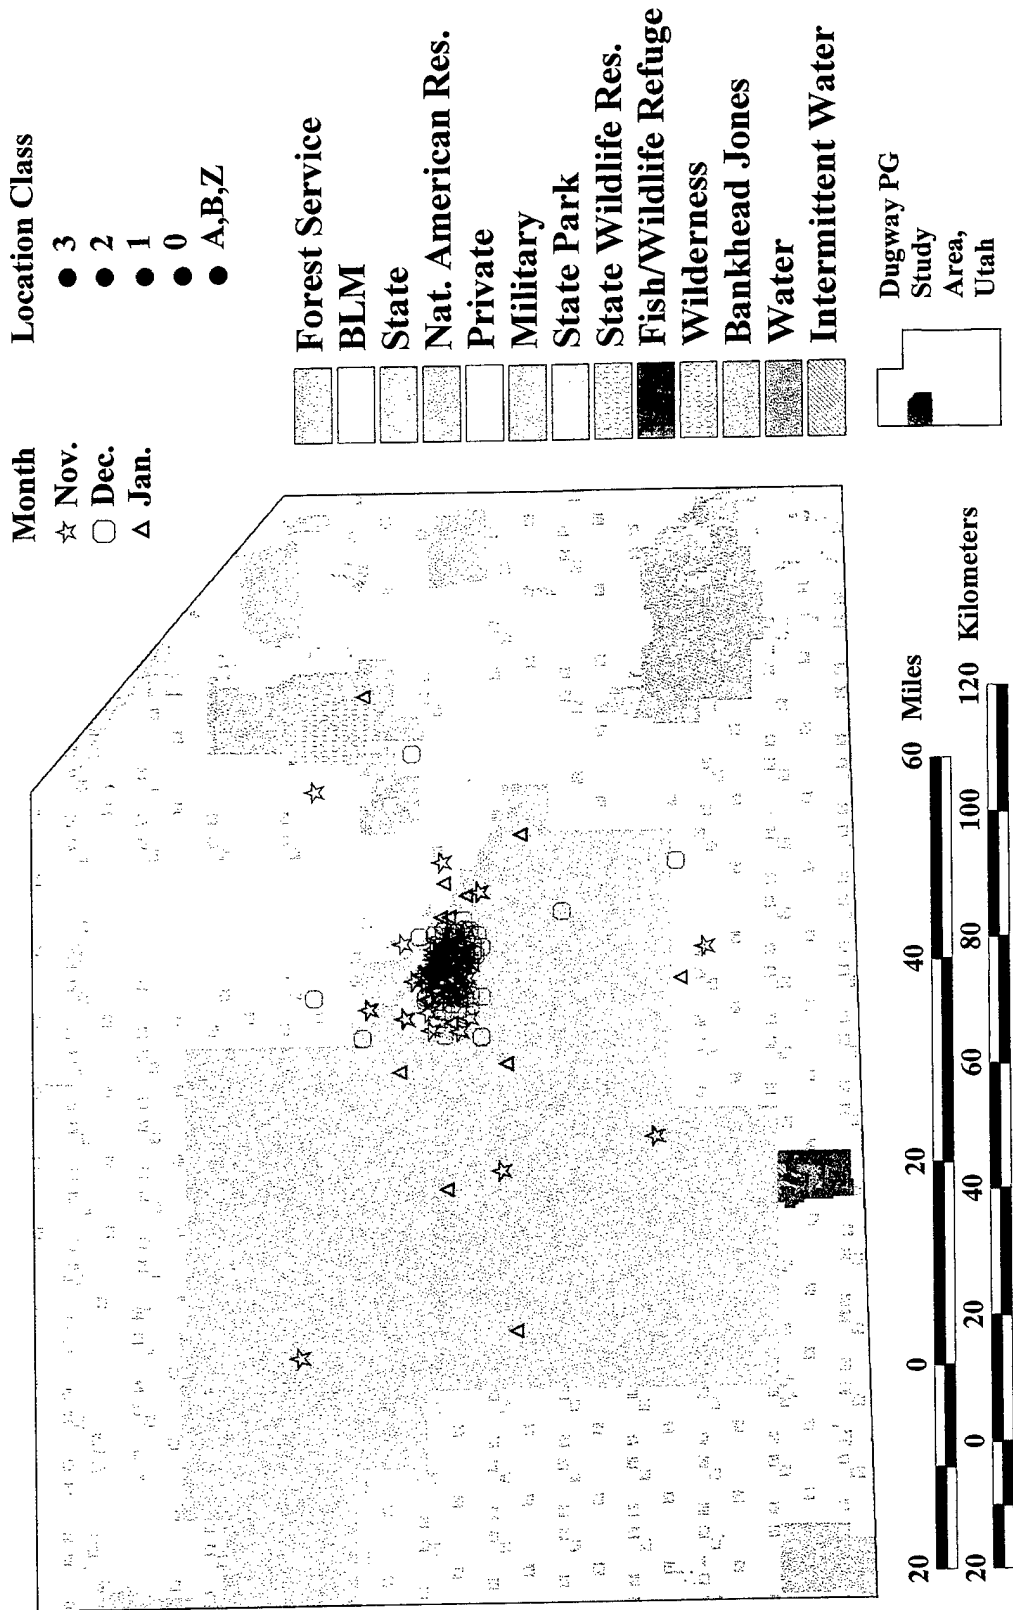 Month
Nov.
Dec.
Jan.
Location Class
3
2
1
0
A,B,Z
Forest Service
BLM
State
Nat. American Res.
Private
Military
State Park
State Wildlife Res.
Fish/Wildlife Refuge
Wilderness
Bankhead Jones
Water
Intermittent Water
Dugway PG
Study
Area,
Utah
20 0 20 40 60 Miles
20 0 20 40 60 80 100 120 Kilometers